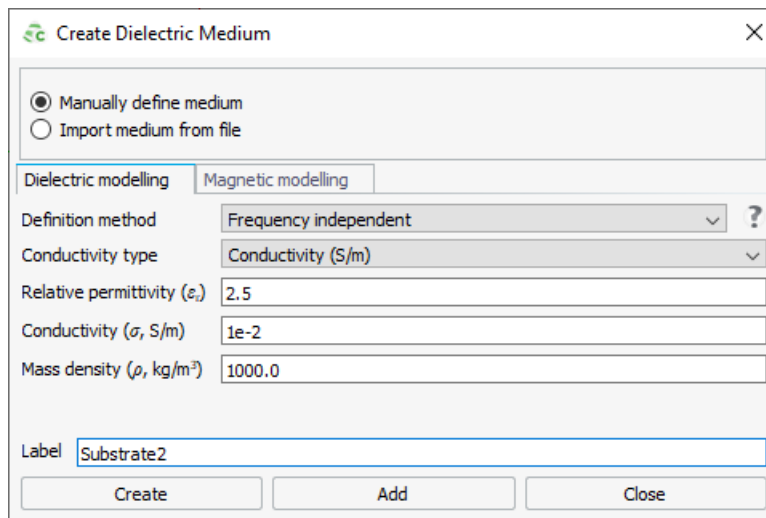 Create Dielectric Medium
Manually define medium
Import medium from file
Dielectric modelling Magnetic modelling
Definition method Frequency independent ?
Conductivity type Conductivity (S/m)
Relative permittivity (εᵣ) 2.5
Conductivity (σ, S/m) 1e-2
Mass density (ρ, kg/m³) 1000.0
Label Substrate2
Create Add Close